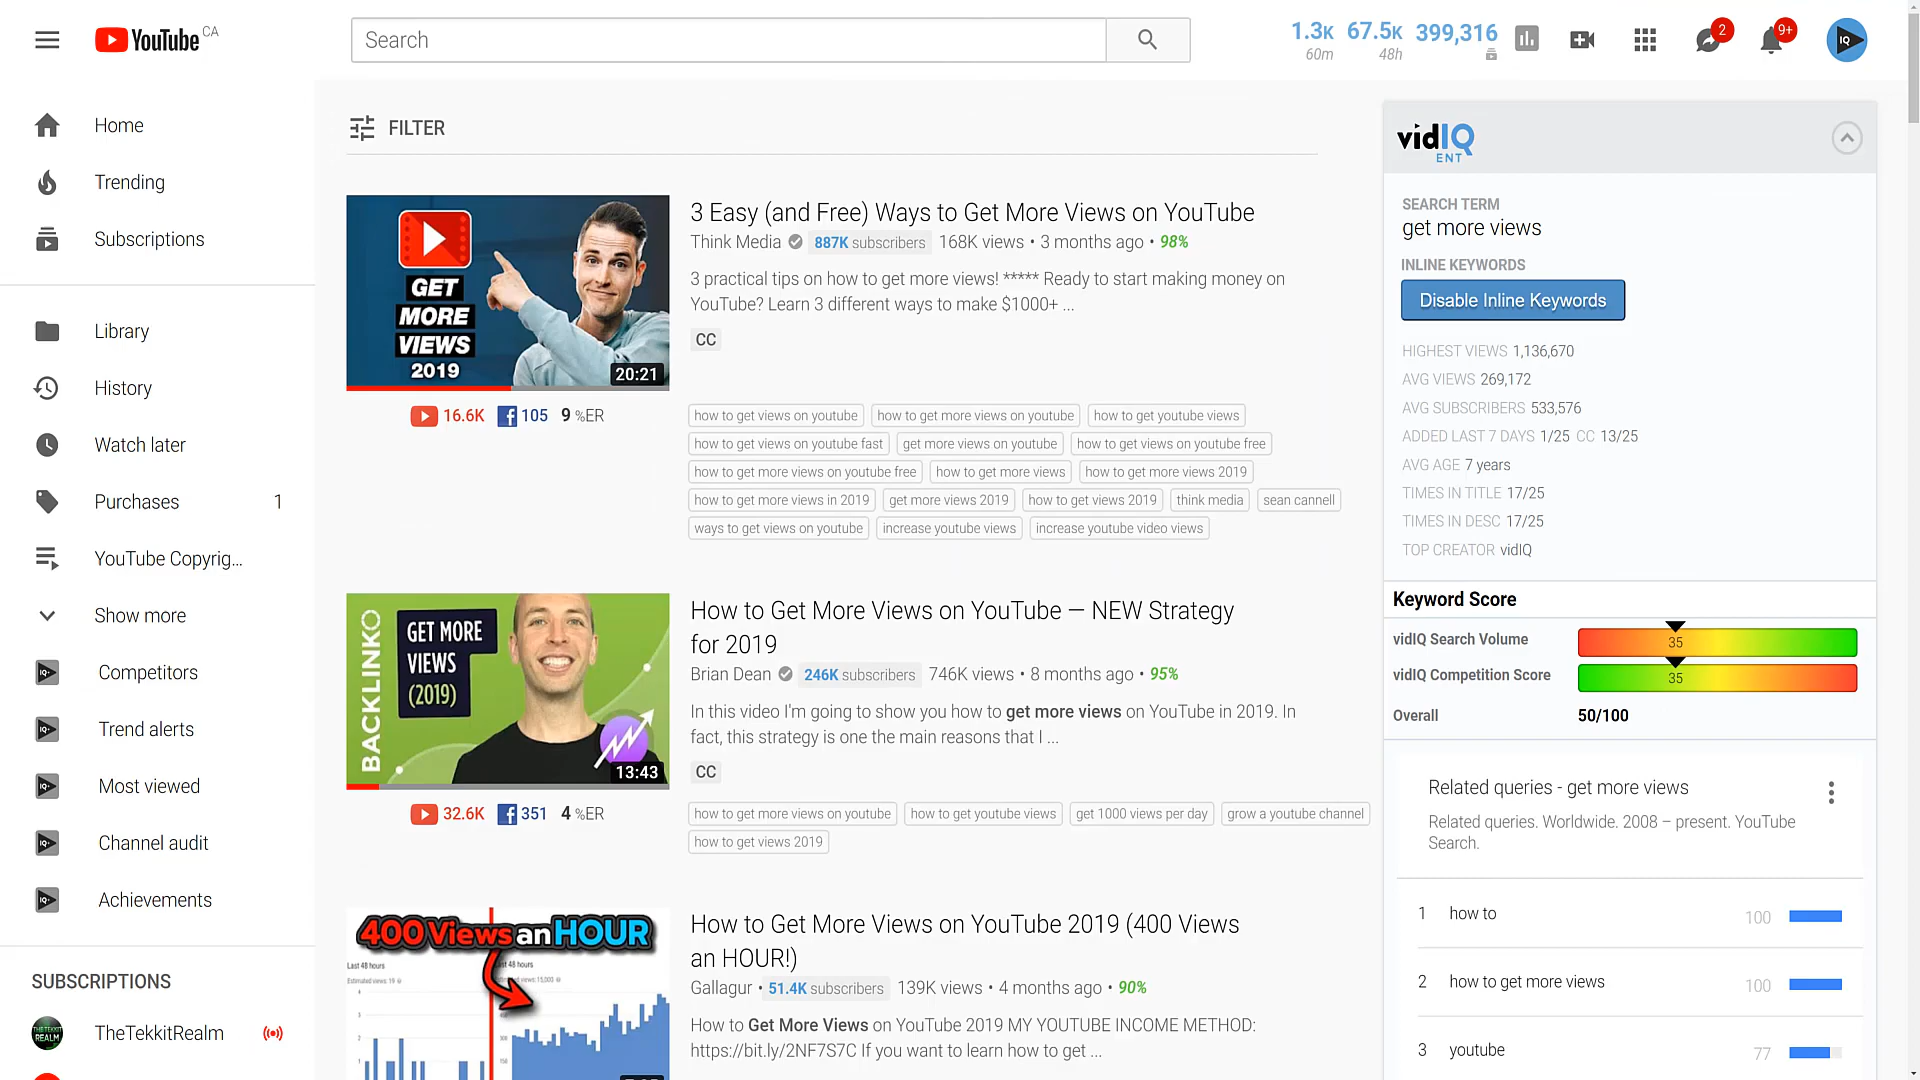 YouTube CA
Search
1.3K 67.5K 399,316
60m 48h
2
9+
IQ
Home
Trending
Subscriptions
Library
History
Watch later
Purchases 1
YouTube Copyrig...
Show more
Competitors
Trend alerts
Most viewed
Channel audit
Achievements
SUBSCRIPTIONS
TheTekkitRealm
FILTER
GET
MORE
VIEWS
2019
20:21
16.6K 105 9 %ER
3 Easy (and Free) Ways to Get More Views on YouTube
Think Media 887K subscribers 168K views • 3 months ago • 98%
3 practical tips on how to get more views! ***** Ready to start making money on
YouTube? Learn 3 different ways to make $1000+ ...
CC
how to get views on youtube how to get more views on youtube how to get youtube views
how to get views on youtube fast get more views on youtube how to get views on youtube free
how to get more views on youtube free how to get more views how to get more views 2019
how to get more views in 2019 get more views 2019 how to get views 2019 think media sean cannell
ways to get views on youtube increase youtube views increase youtube video views
BACKLINKO
GET MORE
VIEWS
(2019)
13:43
32.6K 351 4 %ER
How to Get More Views on YouTube — NEW Strategy
for 2019
Brian Dean 246K subscribers 746K views • 8 months ago • 95%
In this video I'm going to show you how to get more views on YouTube in 2019. In
fact, this strategy is one the main reasons that I ...
CC
how to get more views on youtube how to get youtube views get 1000 views per day grow a youtube channel
how to get views 2019
400 Views an HOUR
Last 48 hours
How to Get More Views on YouTube 2019 (400 Views
an HOUR!)
Gallagur • 51.4K subscribers 139K views • 4 months ago • 90%
How to Get More Views on YouTube 2019 MY YOUTUBE INCOME METHOD:
https://bit.ly/2NF7S7C If you want to learn how to get ...
vidIQ
ENT
SEARCH TERM
get more views
INLINE KEYWORDS
Disable Inline Keywords
HIGHEST VIEWS 1,136,670
AVG VIEWS 269,172
AVG SUBSCRIBERS 533,576
ADDED LAST 7 DAYS 1/25 CC 13/25
AVG AGE 7 years
TIMES IN TITLE 17/25
TIMES IN DESC 17/25
TOP CREATOR vidIQ
Keyword Score
vidIQ Search Volume 35
vidIQ Competition Score 35
Overall 50/100
Related queries - get more views
Related queries. Worldwide. 2008 – present. YouTube
Search.
1 how to 100
2 how to get more views 100
3 youtube 77